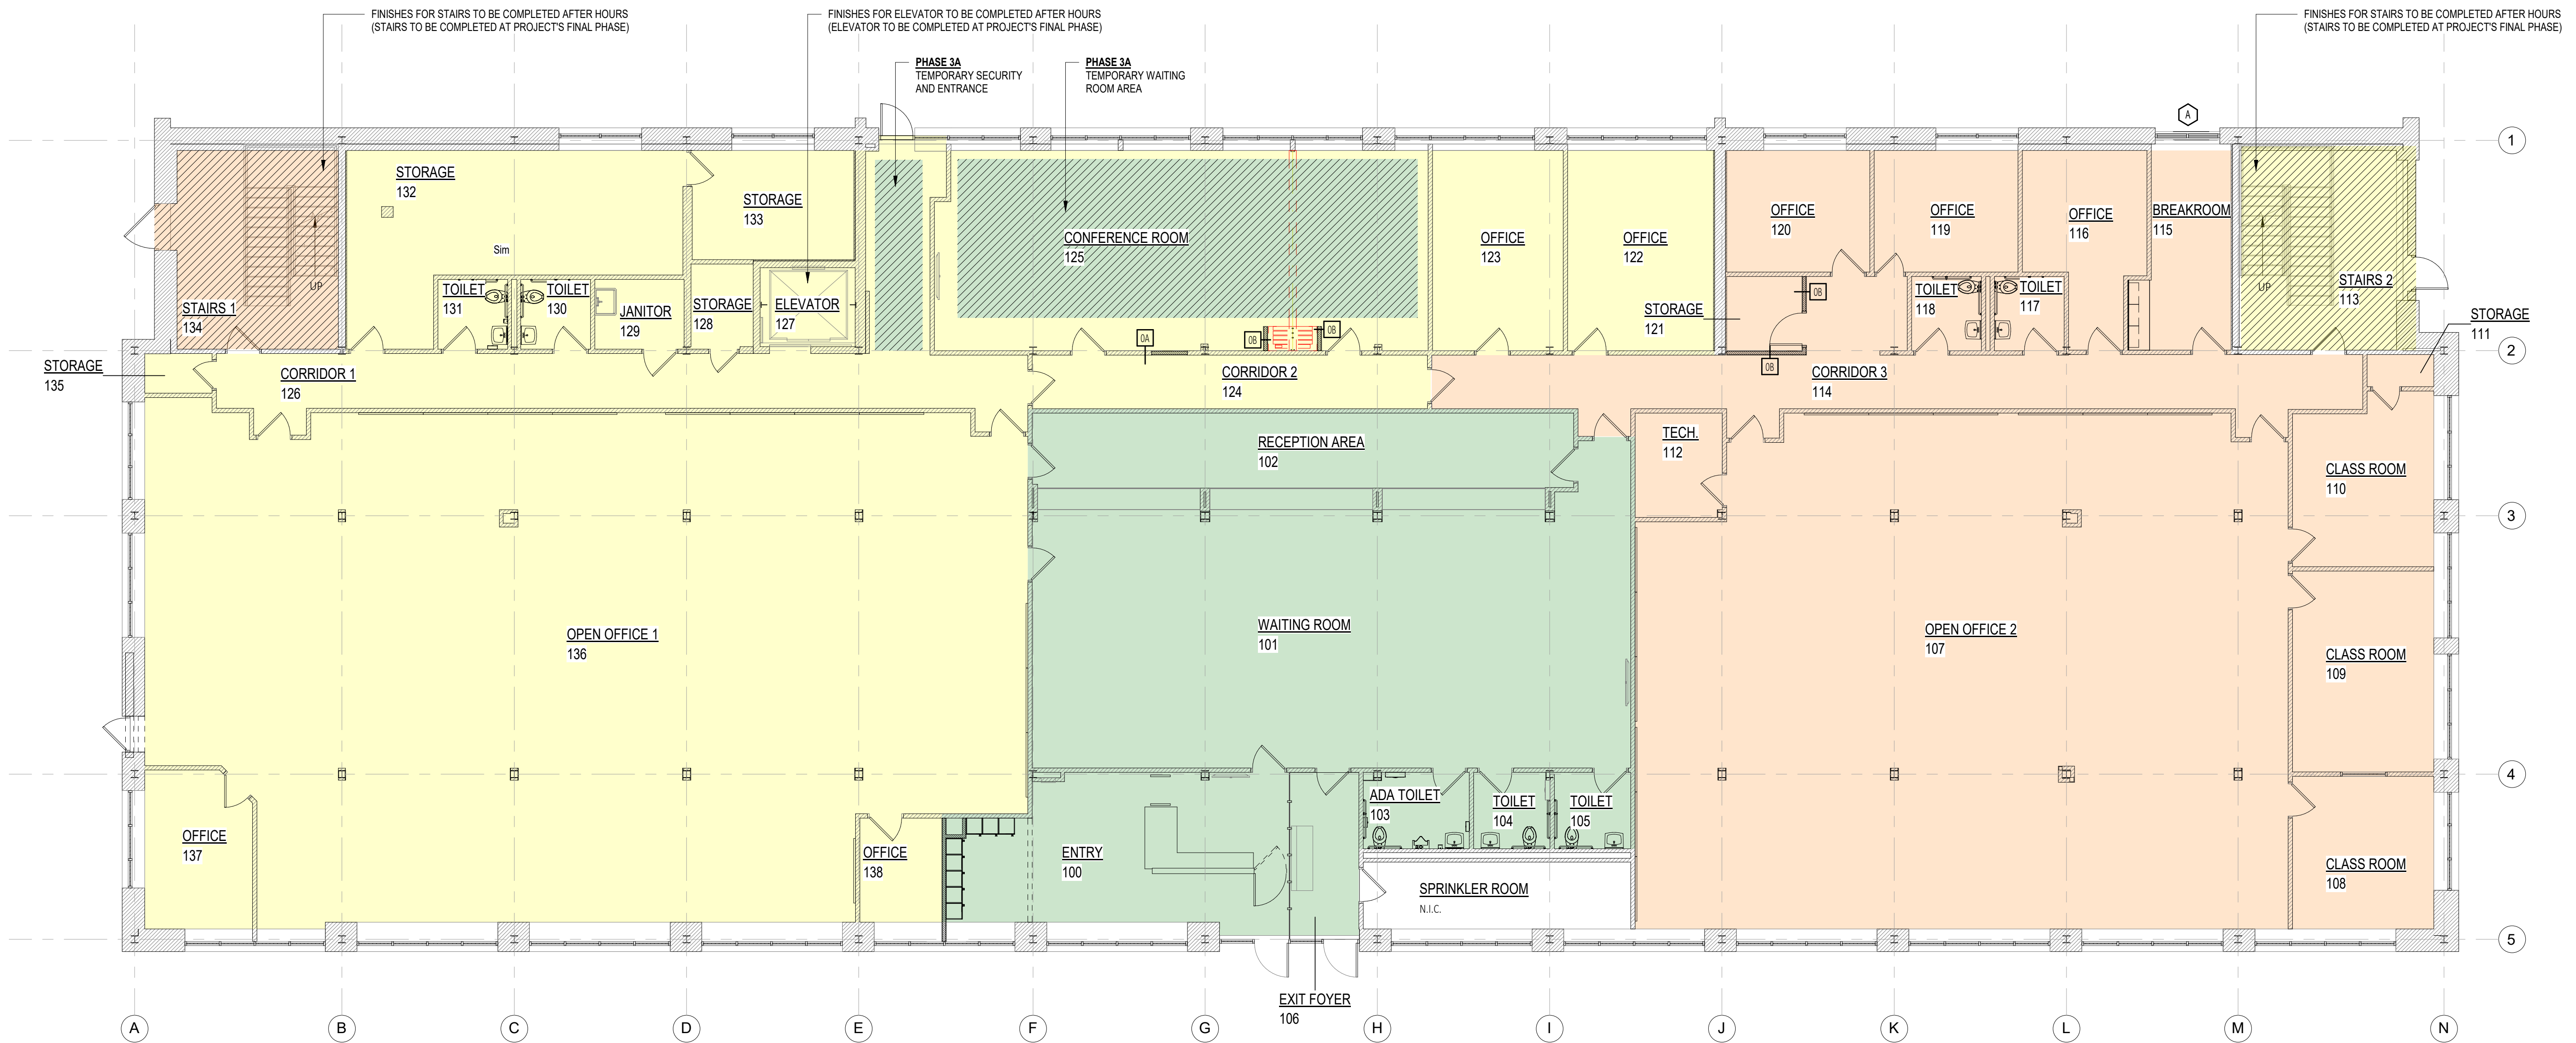 FINISHES FOR STAIRS TO BE COMPLETED AFTER HOURS
(STAIRS TO BE COMPLETED AT PROJECT'S FINAL PHASE)
FINISHES FOR ELEVATOR TO BE COMPLETED AFTER HOURS
(ELEVATOR TO BE COMPLETED AT PROJECT'S FINAL PHASE)
FINISHES FOR STAIRS TO BE COMPLETED AFTER HOURS
(STAIRS TO BE COMPLETED AT PROJECT'S FINAL PHASE)
PHASE 3A
TEMPORARY SECURITY
AND ENTRANCE
PHASE 3A
TEMPORARY WAITING
ROOM AREA
A
1
STORAGE
132
STORAGE
133
Sim
CONFERENCE ROOM
125
OFFICE
123
OFFICE
122
OFFICE
120
OFFICE
119
OFFICE
116
BREAKROOM
115
UP
STAIRS 1
134
TOILET
131
TOILET
130
JANITOR
129
STORAGE
128
ELEVATOR
127
STORAGE
121
0B
TOILET
118
TOILET
117
UP
STAIRS 2
113
STORAGE
111
0A
0B
0B
0B
2
STORAGE
135
CORRIDOR 1
126
CORRIDOR 2
124
CORRIDOR 3
114
RECEPTION AREA
102
TECH.
112
CLASS ROOM
110
3
OPEN OFFICE 1
136
WAITING ROOM
101
OPEN OFFICE 2
107
CLASS ROOM
109
4
OFFICE
137
OFFICE
138
ENTRY
100
ADA TOILET
103
TOILET
104
TOILET
105
SPRINKLER ROOM
N.I.C.
CLASS ROOM
108
5
EXIT FOYER
106
A
B
C
D
E
F
G
H
I
J
K
L
M
N